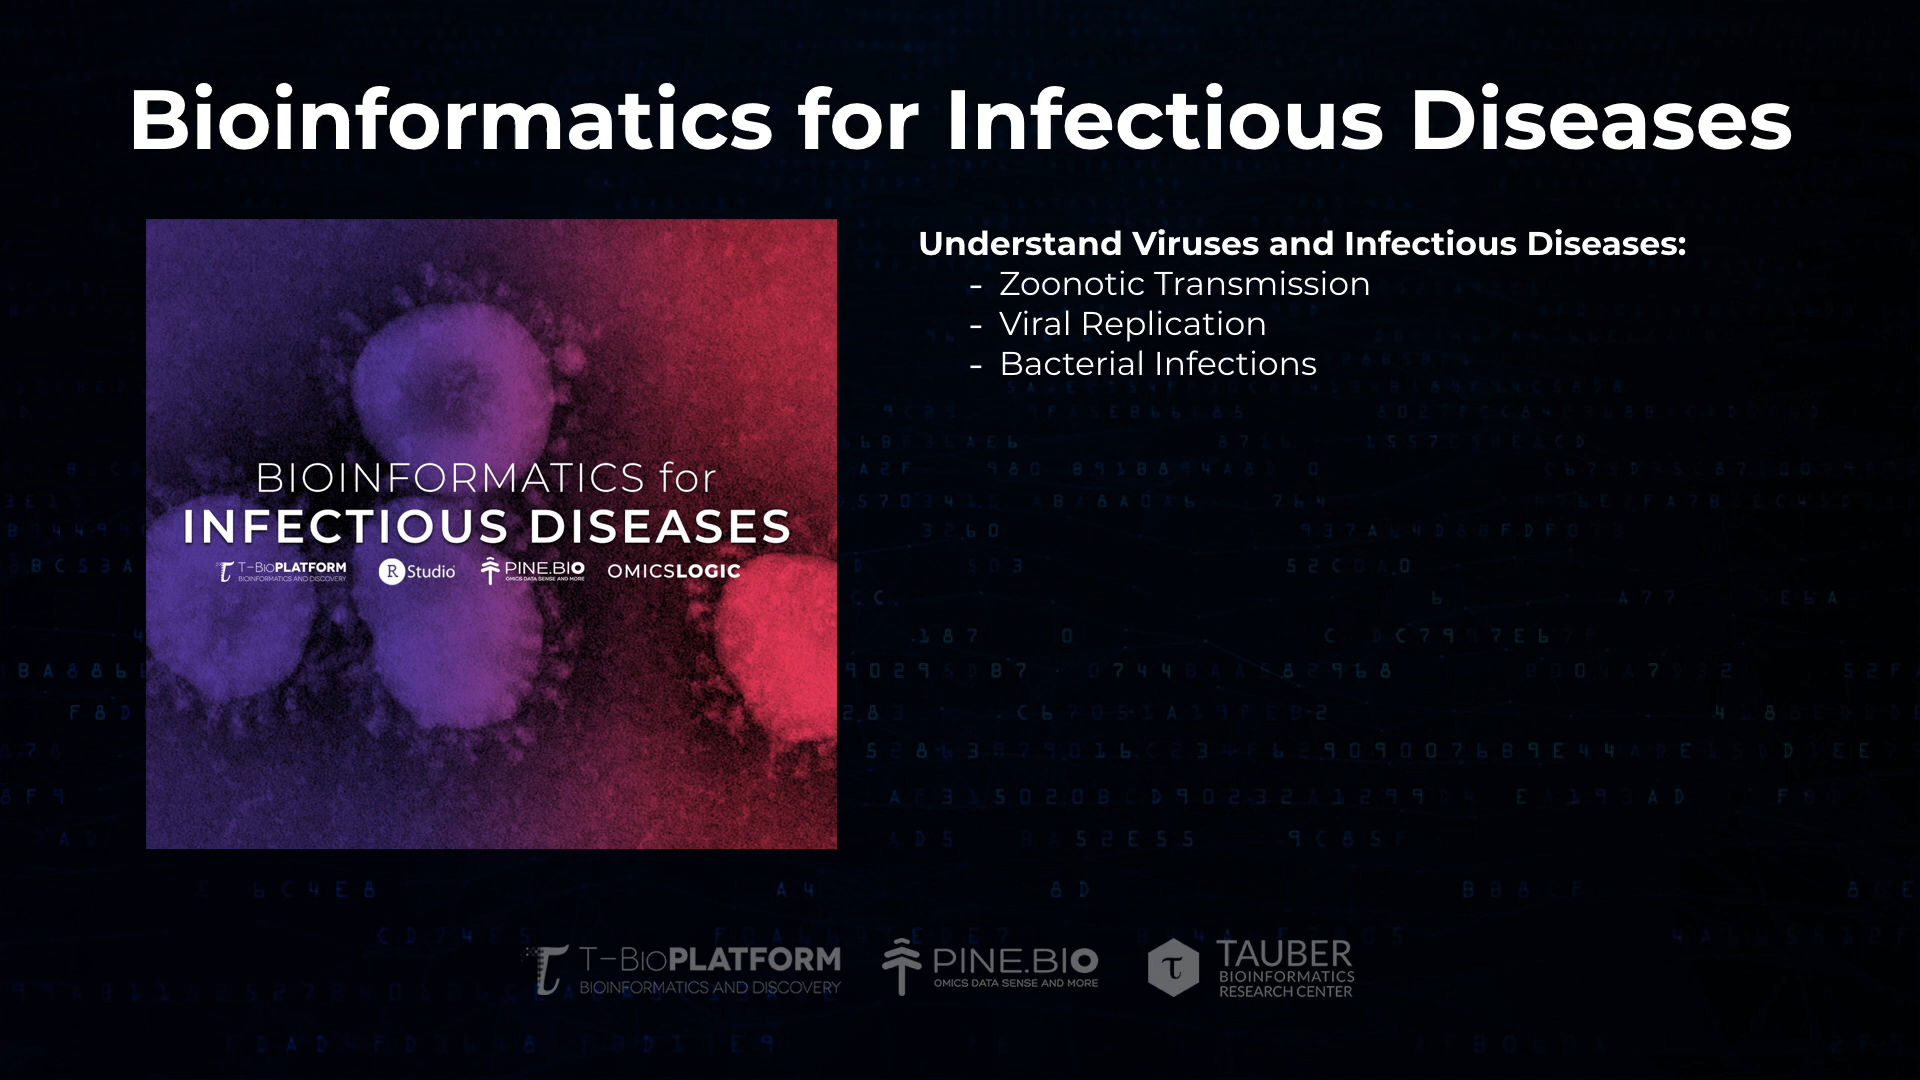 Bioinformatics for Infectious Diseases
BIOINFORMATICS for
INFECTIOUS DISEASES
T-BioPLATFORM
BIOINFORMATICS AND DISCOVERY
R Studio
PINE.BIO
OMICS DATA SENSE AND MORE
OMICSLOGIC
Understand Viruses and Infectious Diseases:
- Zoonotic Transmission
- Viral Replication
- Bacterial Infections
T-BioPLATFORM
BIOINFORMATICS AND DISCOVERY
PINE.BIO
OMICS DATA SENSE AND MORE
TAUBER
BIOINFORMATICS
RESEARCH CENTER